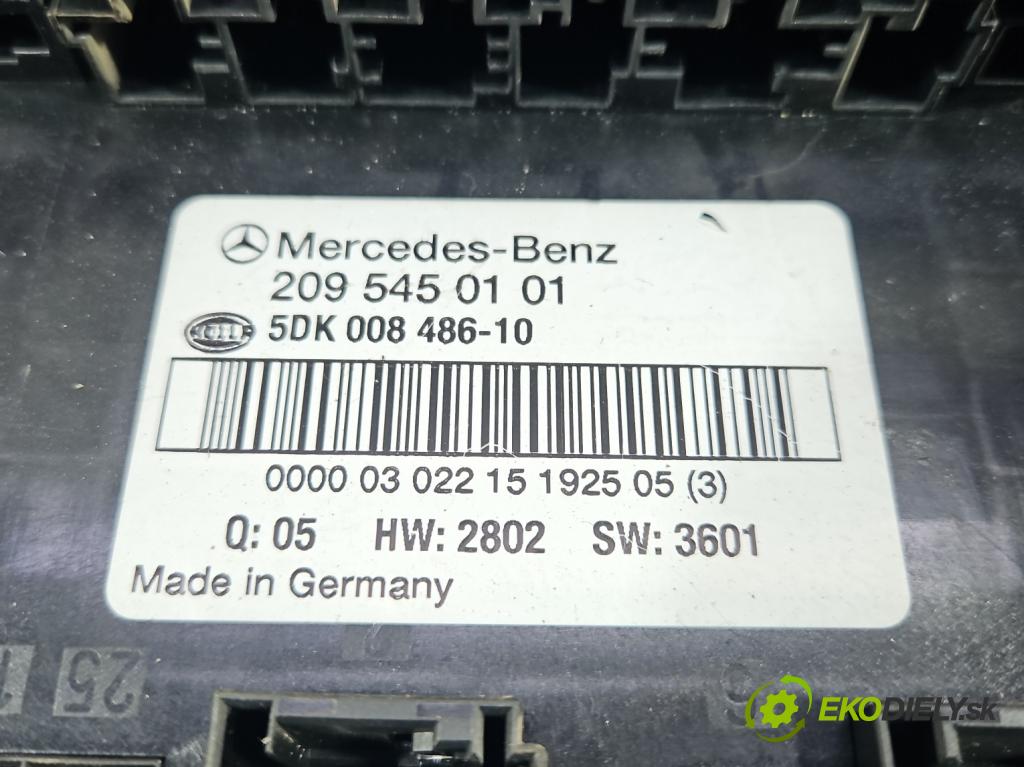 Mercedes-Benz
209 545 01 01
5DK 008 486-10
0000 03 022 15 1925 05 (3)
Q: 05 HW: 2802 SW: 3601
Made in Germany
25
EKODIELY.sk